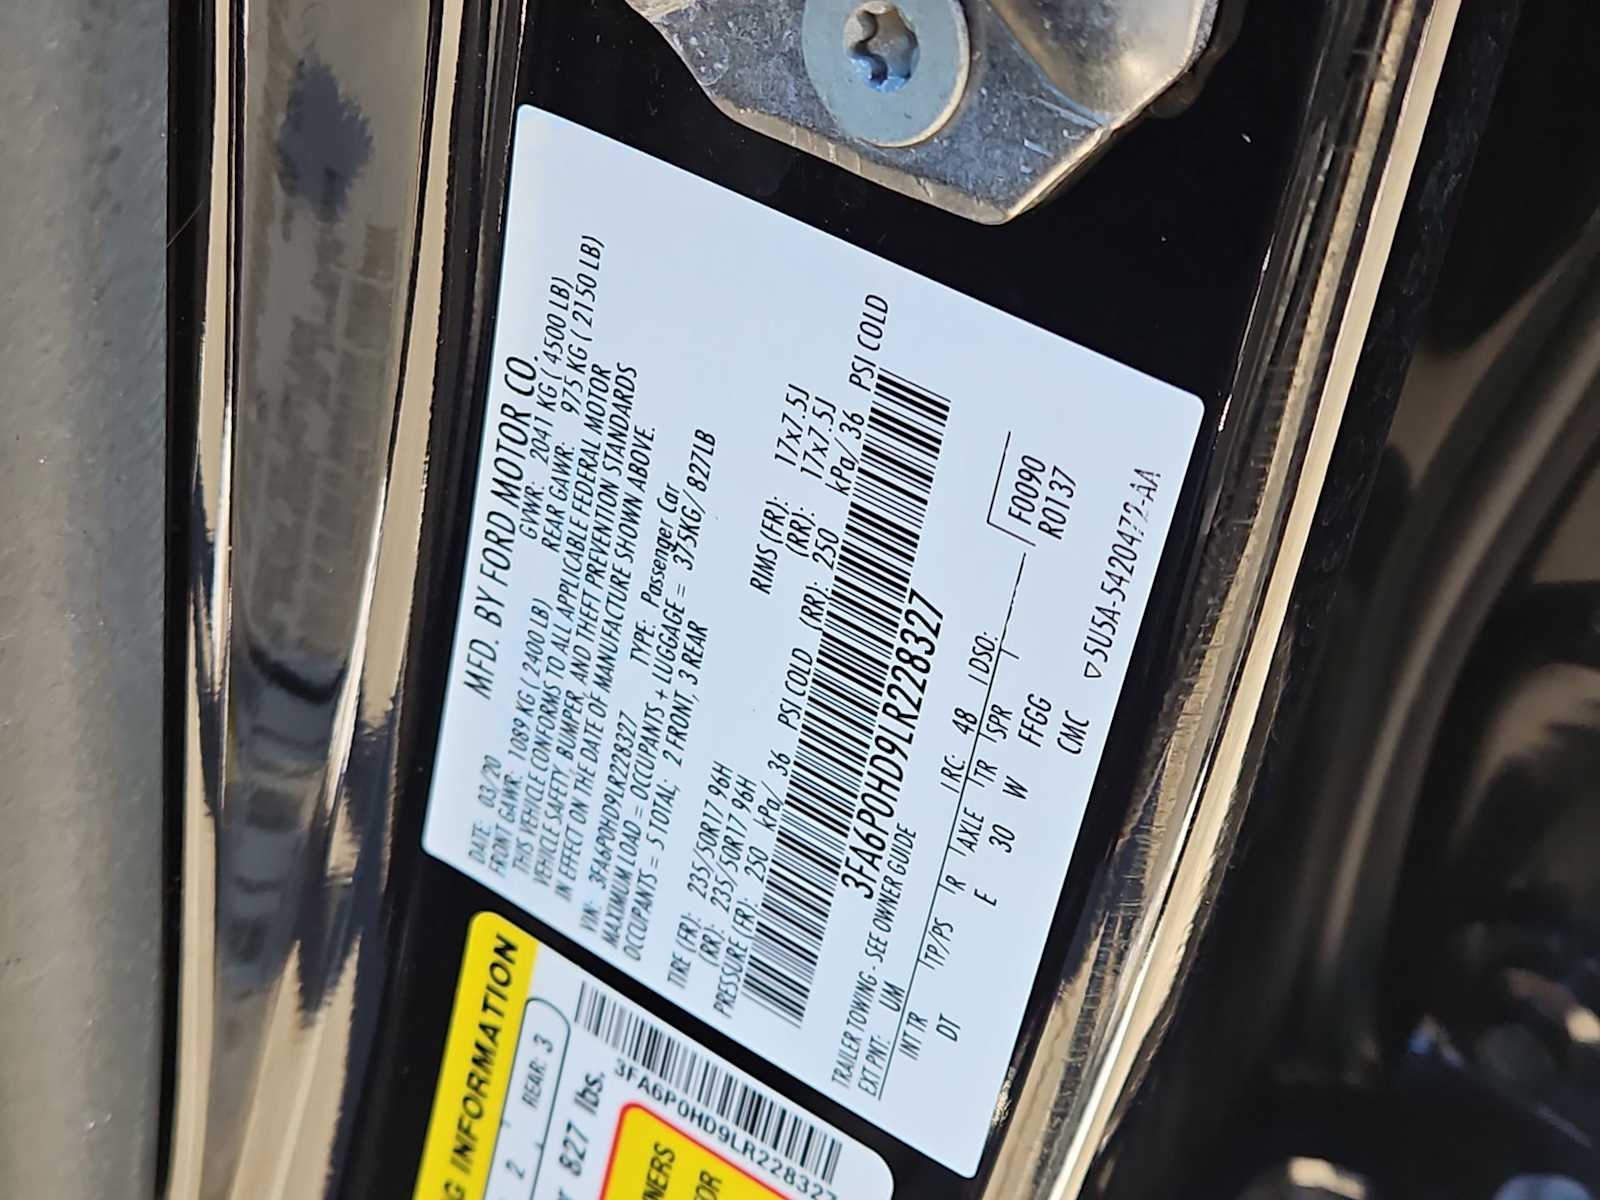 MFD. BY FORD MOTOR CO.
DATE: 03/20 GVWR: 2041 KG ( 4500 LB)
FRONT GAWR: 1089 KG ( 2400 LB) REAR GAWR: 975 KG ( 2150 LB)
THIS VEHICLE CONFORMS TO ALL APPLICABLE FEDERAL MOTOR
VEHICLE SAFETY, BUMPER, AND THEFT PREVENTION STANDARDS
IN EFFECT ON THE DATE OF MANUFACTURE SHOWN ABOVE.
VIN: 3FA6P0HD9LR228327 TYPE: Passenger Car
MAXIMUM LOAD = OCCUPANTS + LUGGAGE = 375KG/ 827LB
OCCUPANTS = 5 TOTAL; 2 FRONT, 3 REAR
TIRE (FR): 235/50R17 96H RIMS (FR): 17x7.5J
(RR): 235/50R17 96H (RR): 17x7.5J
PRESSURE (FR): 250 kPa/ 36 PSI COLD (RR): 250 kPa/ 36 PSI COLD
3FA6P0HD9LR228327
TRAILER TOWING - SEE OWNER GUIDE
EXT PNT: UM RC: 48 DSO:
INT TR TP/PS R AXLE TR SPR F0090
DT E 30 W FFGG R0137
CMC
5U5A-5420472-AA
G INFORMATION
2 REAR: 3
827 lbs.
3FA6P0HD9LR228327